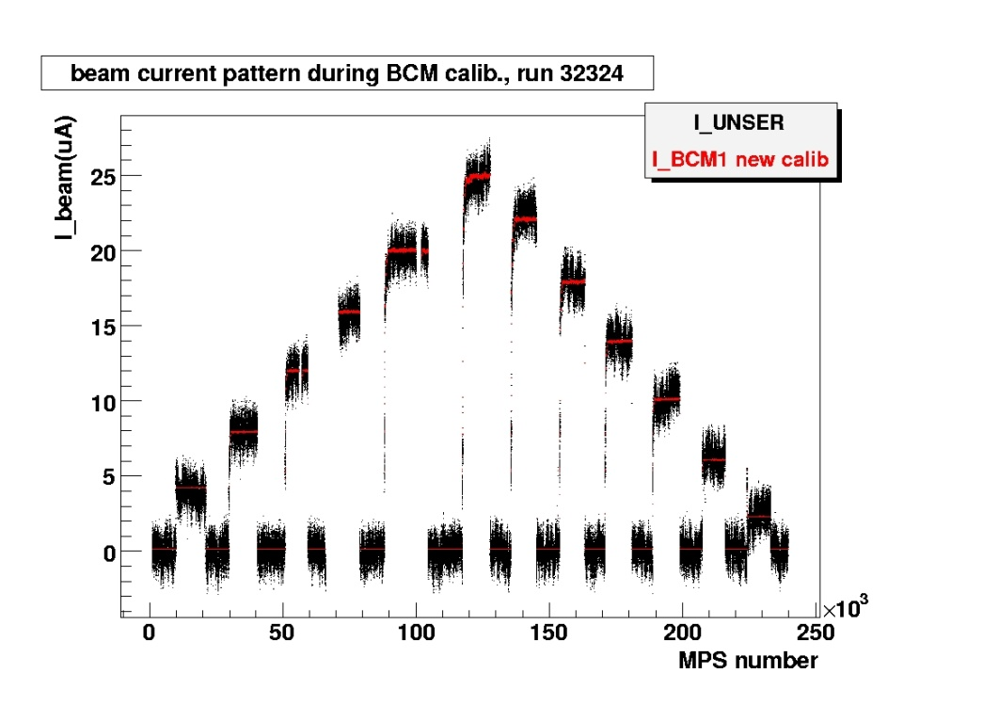 beam current pattern during BCM calib., run 32324
I_UNSER
I_BCM1 new calib
I_beam(uA)
25
20
15
10
5
0
0 50 100 150 200 250
×10³
MPS number